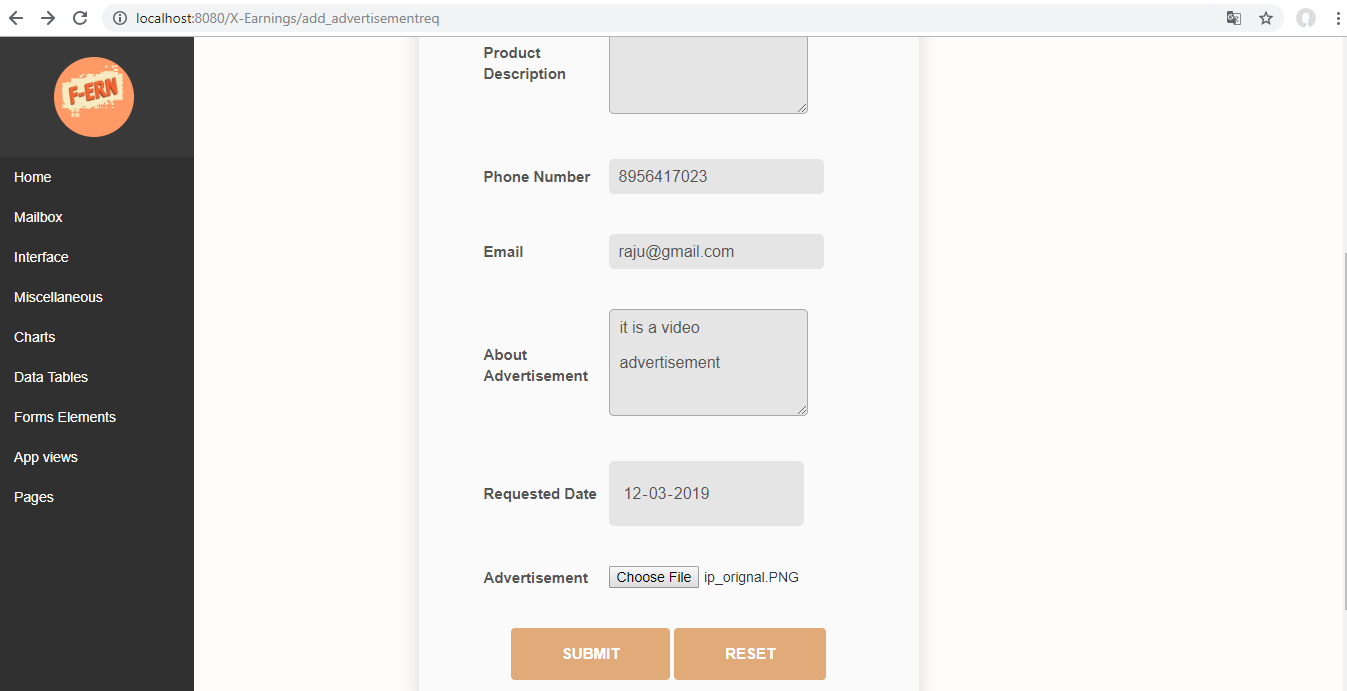 localhost:8080/X-Earnings/add_advertisementreq
F-ERN
Home
Mailbox
Interface
Miscellaneous
Charts
Data Tables
Forms Elements
App views
Pages
Product
Description
Phone Number
8956417023
Email
raju@gmail.com
About
Advertisement
it is a video
advertisement
Requested Date
12-03-2019
Advertisement
Choose File ip_orignal.PNG
SUBMIT
RESET